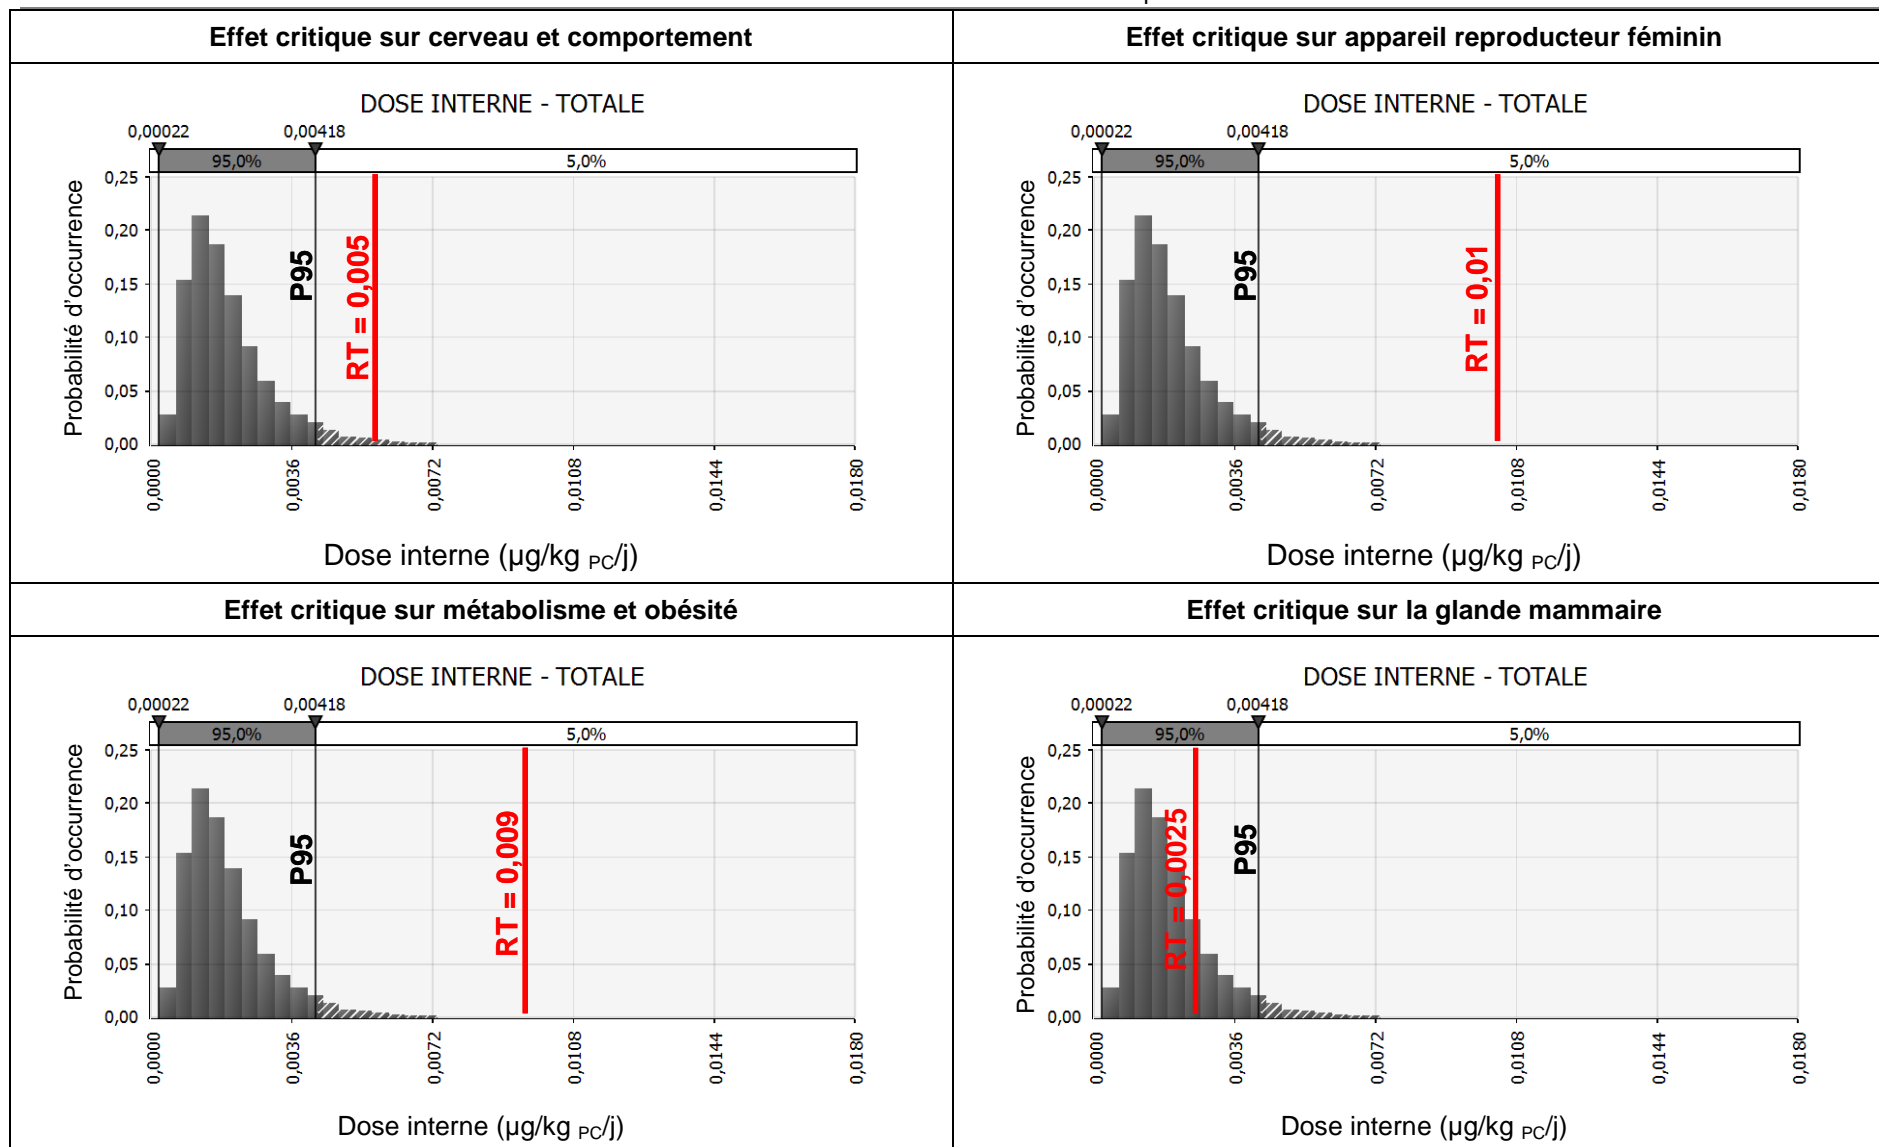 Effet critique sur cerveau et comportement
DOSE INTERNE - TOTALE
0,00022 0,00418
95,0% 5,0%
0,25
0,20
0,15
0,10
0,05
0,00
Probabilité d'occurrence
P95
RT = 0,005
0,0000 0,0036 0,0072 0,0108 0,0144 0,0180
Dose interne (µg/kg PC/j)
Effet critique sur appareil reproducteur féminin
DOSE INTERNE - TOTALE
0,00022 0,00418
95,0% 5,0%
0,25
0,20
0,15
0,10
0,05
0,00
Probabilité d'occurrence
P95
RT = 0,01
0,0000 0,0036 0,0072 0,0108 0,0144 0,0180
Dose interne (µg/kg PC/j)
Effet critique sur métabolisme et obésité
DOSE INTERNE - TOTALE
0,00022 0,00418
95,0% 5,0%
0,25
0,20
0,15
0,10
0,05
0,00
Probabilité d'occurrence
P95
RT = 0,009
0,0000 0,0036 0,0072 0,0108 0,0144 0,0180
Dose interne (µg/kg PC/j)
Effet critique sur la glande mammaire
DOSE INTERNE - TOTALE
0,00022 0,00418
95,0% 5,0%
0,25
0,20
0,15
0,10
0,05
0,00
Probabilité d'occurrence
RT = 0,0025
P95
0,0000 0,0036 0,0072 0,0108 0,0144 0,0180
Dose interne (µg/kg PC/j)